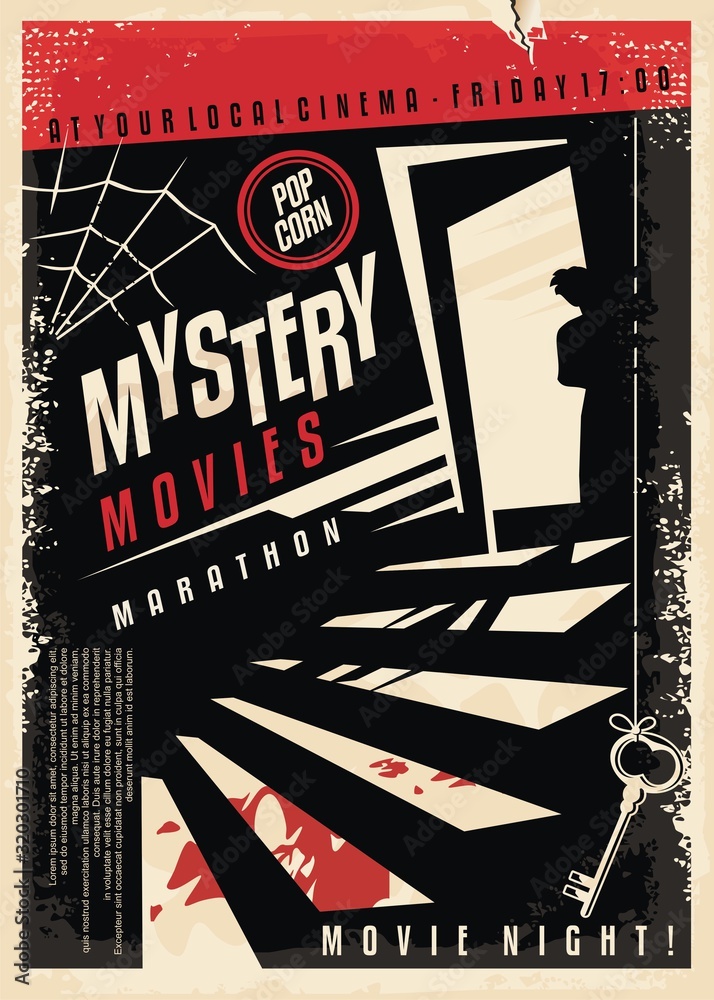 AT YOUR LOCAL CINEMA - FRIDAY 17:00
POP
CORN
MYSTERY
MOVIES
MARATHON
Lorem ipsum dolor sit amet, consectetur adipiscing elit,
sed do eiusmod tempor incididunt ut labore et dolore
magna aliqua. Ut enim ad minim veniam,
quis nostrud exercitation ullamco laboris nisi ut aliquip ex ea commodo
consequat. Duis aute irure dolor in reprehenderit
in voluptate velit esse cillum dolore eu fugiat nulla pariatur.
Excepteur sint occaecat cupidatat non proident, sunt in culpa qui officia
deserunt mollit anim id est laborum.
MOVIE NIGHT!
Adobe Stock | #320301710